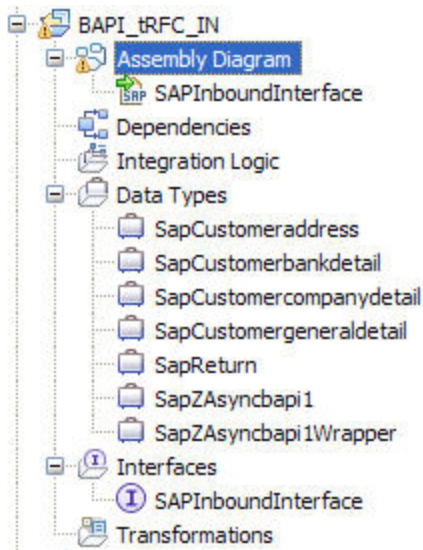 BAPI_tRFC_IN
Assembly Diagram
SAP SAPInboundInterface
Dependencies
Integration Logic
Data Types
SapCustomeraddress
SapCustomerbankdetail
SapCustomercompanydetail
SapCustomergeneraldetail
SapReturn
SapZAsyncbapi1
SapZAsyncbapi1Wrapper
I Interfaces
I SAPInboundInterface
Transformations